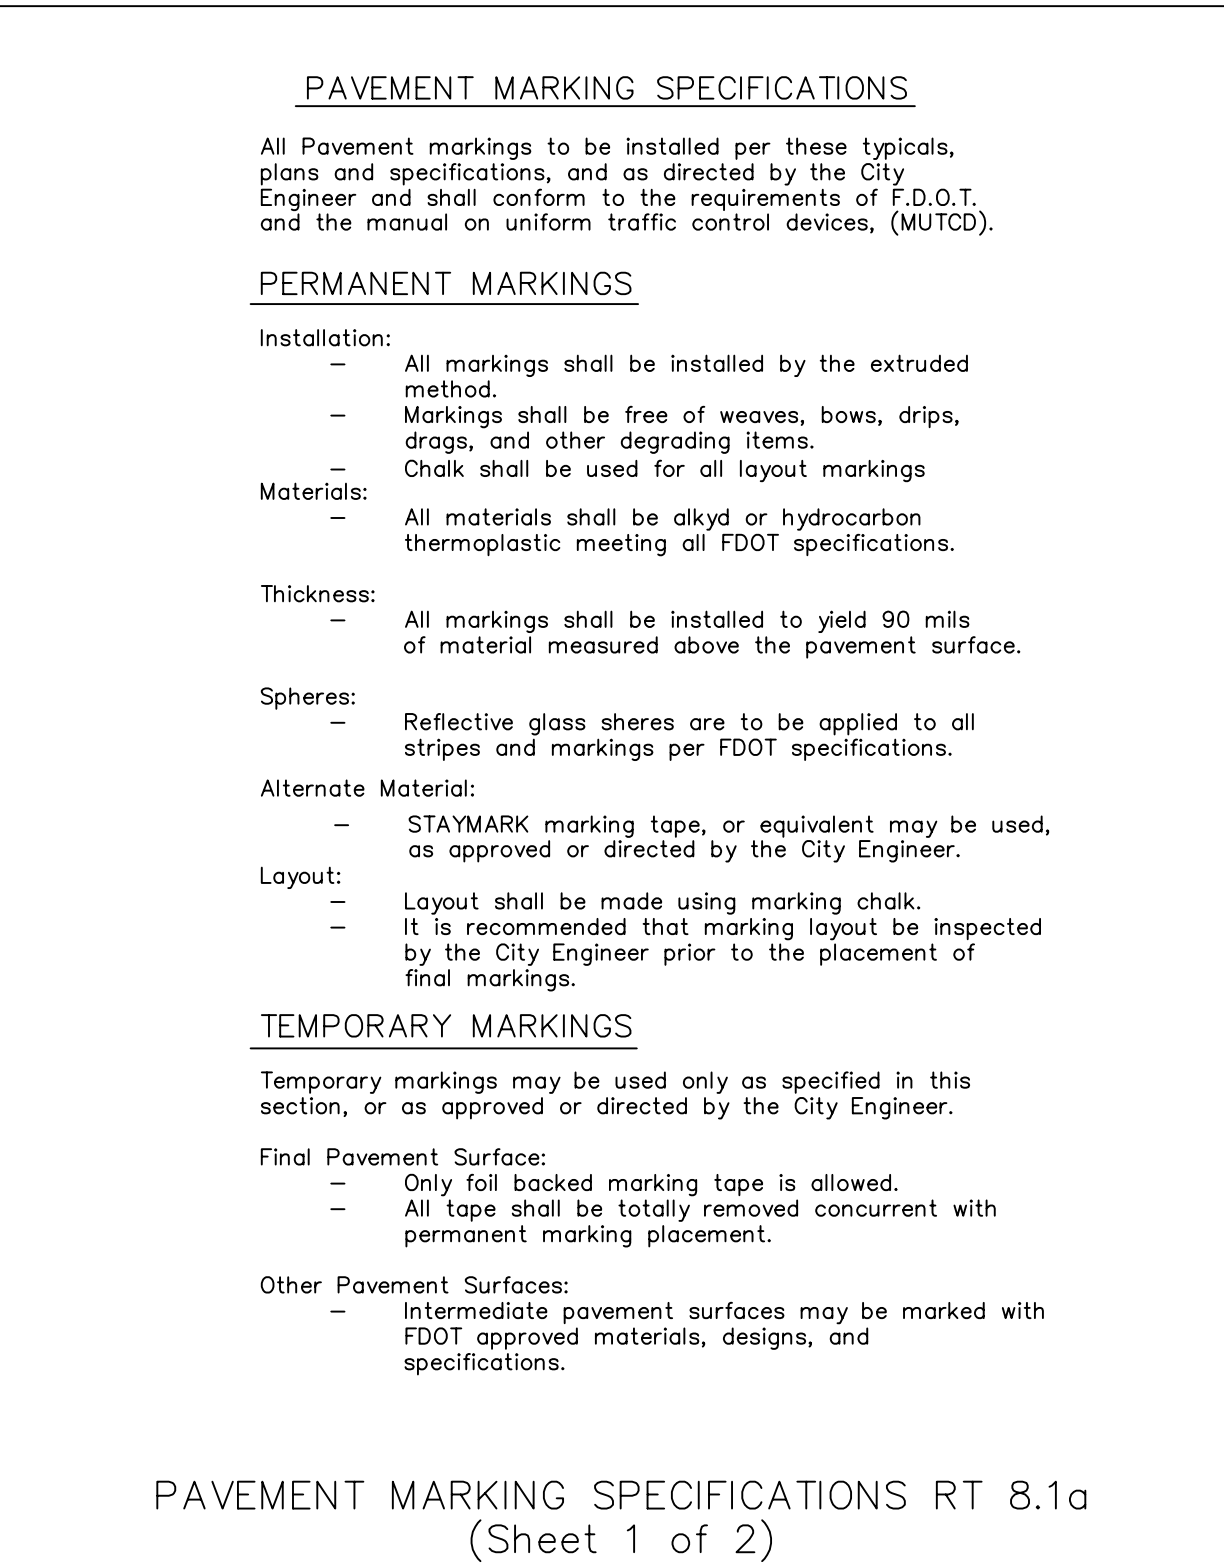 PAVEMENT MARKING SPECIFICATIONS
All Pavement markings to be installed per these typicals,
plans and specifications, and as directed by the City
Engineer and shall conform to the requirements of F.D.O.T.
and the manual on uniform traffic control devices, (MUTCD).
PERMANENT MARKINGS
Installation:
– All markings shall be installed by the extruded
method.
– Markings shall be free of weaves, bows, drips,
drags, and other degrading items.
– Chalk shall be used for all layout markings
Materials:
– All materials shall be alkyd or hydrocarbon
thermoplastic meeting all FDOT specifications.
Thickness:
– All markings shall be installed to yield 90 mils
of material measured above the pavement surface.
Spheres:
– Reflective glass sheres are to be applied to all
stripes and markings per FDOT specifications.
Alternate Material:
– STAYMARK marking tape, or equivalent may be used,
as approved or directed by the City Engineer.
Layout:
– Layout shall be made using marking chalk.
– It is recommended that marking layout be inspected
by the City Engineer prior to the placement of
final markings.
TEMPORARY MARKINGS
Temporary markings may be used only as specified in this
section, or as approved or directed by the City Engineer.
Final Pavement Surface:
– Only foil backed marking tape is allowed.
– All tape shall be totally removed concurrent with
permanent marking placement.
Other Pavement Surfaces:
– Intermediate pavement surfaces may be marked with
FDOT approved materials, designs, and
specifications.
PAVEMENT MARKING SPECIFICATIONS RT 8.1a
(Sheet 1 of 2)